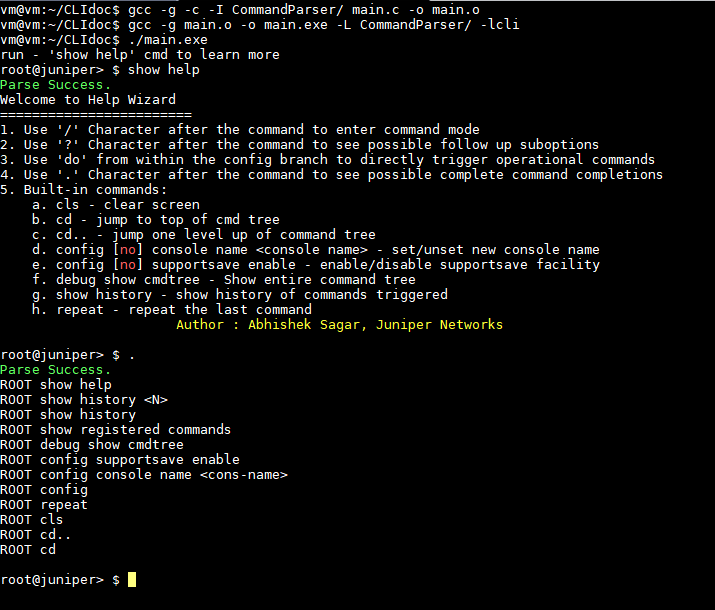 vm@vm:~/CLIdoc$ gcc -g -c -I CommandParser/ main.c -o main.o
vm@vm:~/CLIdoc$ gcc -g main.o -o main.exe -L CommandParser/ -lcli
vm@vm:~/CLIdoc$ ./main.exe
run - 'show help' cmd to learn more
root@juniper> $ show help
Parse Success.
Welcome to Help Wizard
========================
1. Use '/' Character after the command to enter command mode
2. Use '?' Character after the command to see possible follow up suboptions
3. Use 'do' from within the config branch to directly trigger operational commands
4. Use '.' Character after the command to see possible complete command completions
5. Built-in commands:
    a. cls - clear screen
    b. cd - jump to top of cmd tree
    c. cd.. - jump one level up of command tree
    d. config [no] console name <console name> - set/unset new console name
    e. config [no] supportsave enable - enable/disable supportsave facility
    f. debug show cmdtree - Show entire command tree
    g. show history - show history of commands triggered
    h. repeat - repeat the last command
                      Author : Abhishek Sagar, Juniper Networks
root@juniper> $ .
Parse Success.
ROOT show help
ROOT show history <N>
ROOT show history
ROOT show registered commands
ROOT debug show cmdtree
ROOT config supportsave enable
ROOT config console name <cons-name>
ROOT config
ROOT repeat
ROOT cls
ROOT cd..
ROOT cd
root@juniper> $